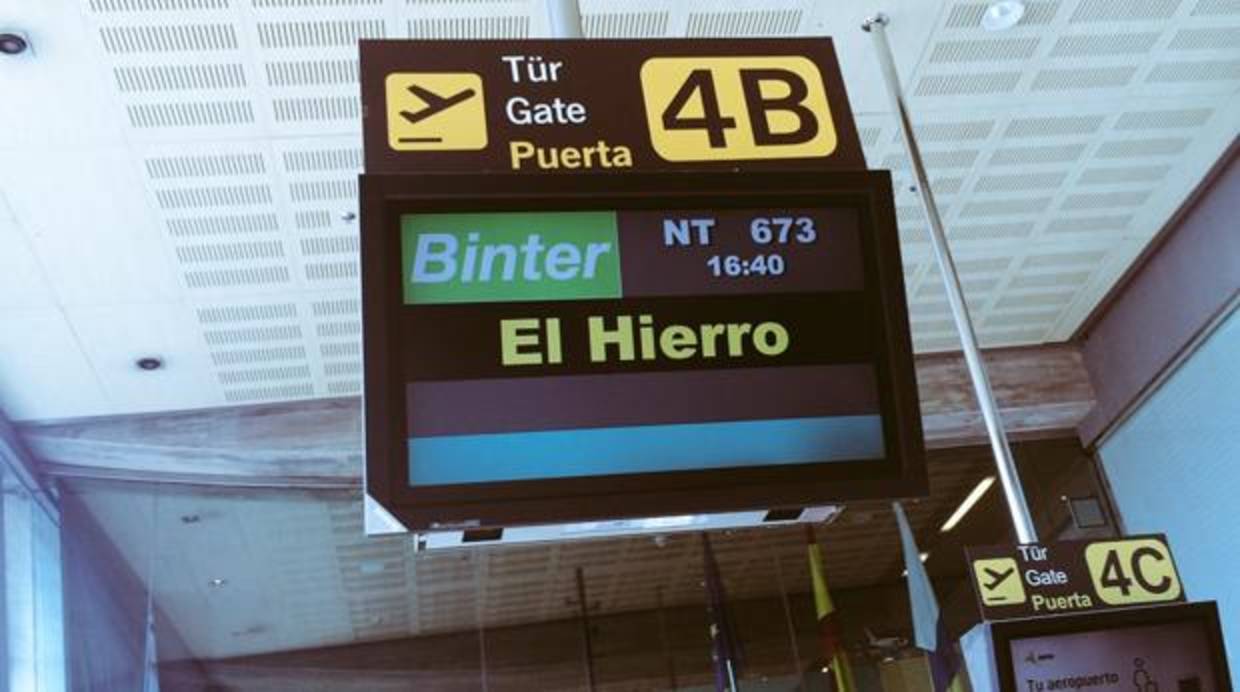 Tür
Gate
Puerta
4B
Binter
NT 673
16:40
El Hierro
Tür
Gate
Puerta
4C
Tu aeropuerto